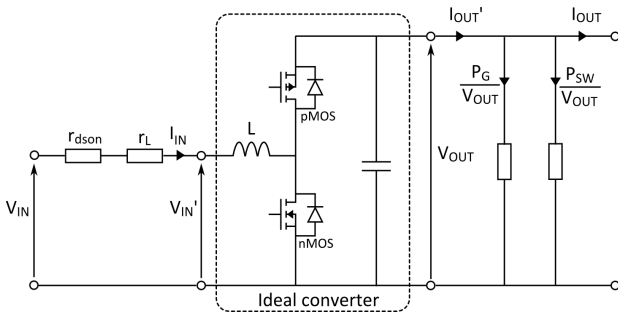 I_OUT' I_OUT
P_G/V_OUT P_SW/V_OUT
pMOS
r_dson r_L I_IN L
V_OUT
V_IN V_IN'
nMOS
Ideal converter